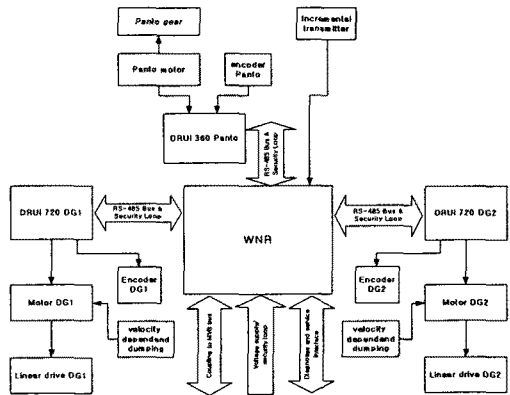 Panto gear
Incremental
transmitter
Panto motor
encoder
Panto
DRUI 360 Panto
RS-485 Bus &
Security Loop
DRUI 720 DG1
RS-485 Bus &
Security Loop
WNR
RS-485 Bus &
Security Loop
DRUI 720 DG2
Encoder
DG1
Encoder
DG2
Motor DG1
Motor DG2
velocity
dependend
dumping
Coupling to MVB bus
Voltage supply/
security loop
Diagnoses and service
interface
velocity
dependend
dumping
Linear drive DG1
Linear drive DG2